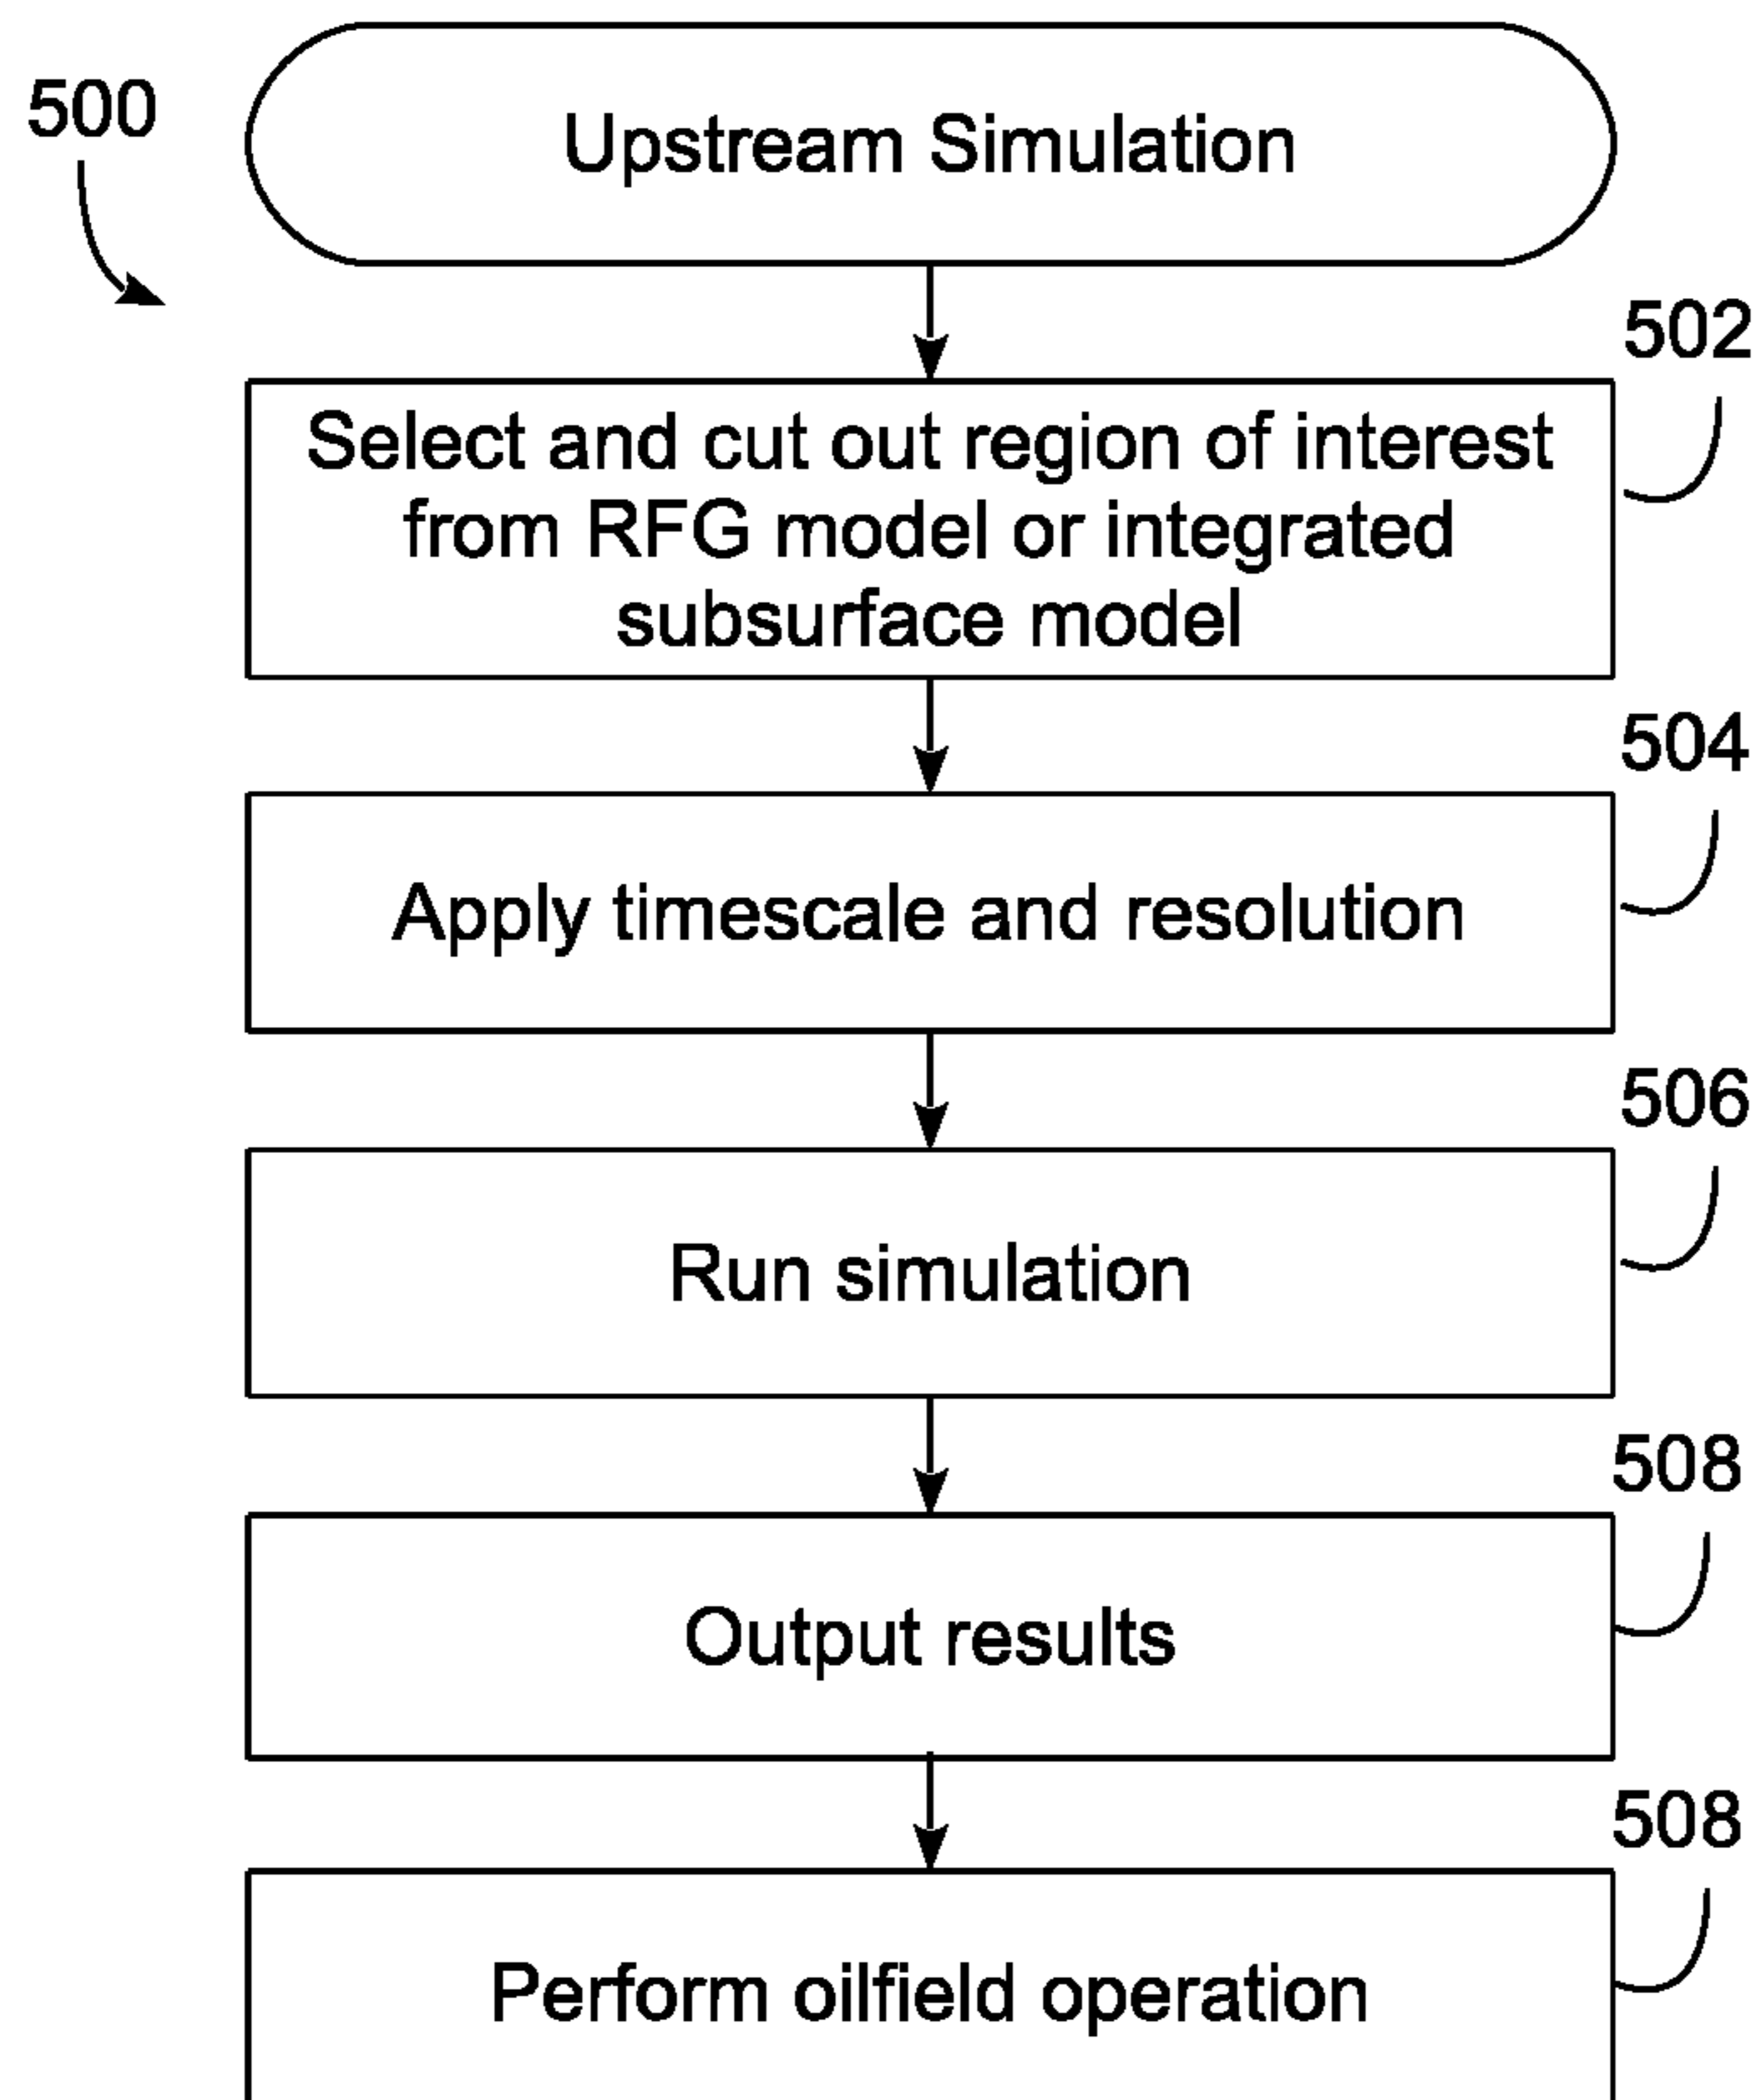 500
Upstream Simulation
502
Select and cut out region of interest
from RFG model or integrated
subsurface model
504
Apply timescale and resolution
506
Run simulation
508
Output results
508
Perform oilfield operation